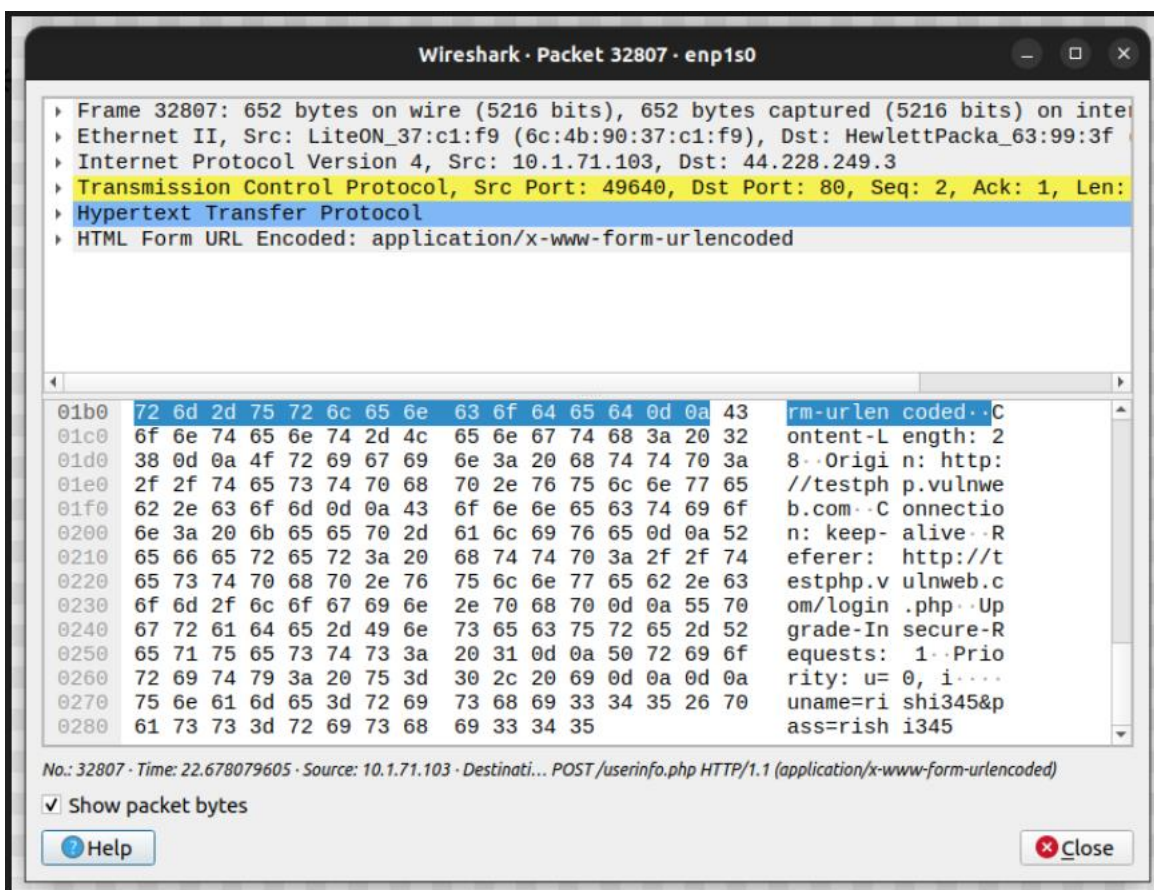 Wireshark · Packet 32807 · enp1s0
Frame 32807: 652 bytes on wire (5216 bits), 652 bytes captured (5216 bits) on inter
Ethernet II, Src: LiteON_37:c1:f9 (6c:4b:90:37:c1:f9), Dst: HewlettPacka_63:99:3f (
Internet Protocol Version 4, Src: 10.1.71.103, Dst: 44.228.249.3
Transmission Control Protocol, Src Port: 49640, Dst Port: 80, Seq: 2, Ack: 1, Len:
Hypertext Transfer Protocol
HTML Form URL Encoded: application/x-www-form-urlencoded
01b0 72 6d 2d 75 72 6c 65 6e 63 6f 64 65 64 0d 0a 43 rm-urlen coded··C
01c0 6f 6e 74 65 6e 74 2d 4c 65 6e 67 74 68 3a 20 32 ontent-L ength: 2
01d0 38 0d 0a 4f 72 69 67 69 6e 3a 20 68 74 74 70 3a 8··Origi n: http:
01e0 2f 2f 74 65 73 74 70 68 70 2e 76 75 6c 6e 77 65 //testph p.vulnwe
01f0 62 2e 63 6f 6d 0d 0a 43 6f 6e 6e 65 63 74 69 6f b.com··C onnectio
0200 6e 3a 20 6b 65 65 70 2d 61 6c 69 76 65 0d 0a 52 n: keep- alive··R
0210 65 66 65 72 65 72 3a 20 68 74 74 70 3a 2f 2f 74 eferer: http://t
0220 65 73 74 70 68 70 2e 76 75 6c 6e 77 65 62 2e 63 estphp.v ulnweb.c
0230 6f 6d 2f 6c 6f 67 69 6e 2e 70 68 70 0d 0a 55 70 om/login .php··Up
0240 67 72 61 64 65 2d 49 6e 73 65 63 75 72 65 2d 52 grade-In secure-R
0250 65 71 75 65 73 74 73 3a 20 31 0d 0a 50 72 69 6f equests: 1··Prio
0260 72 69 74 79 3a 20 75 3d 30 2c 20 69 0d 0a 0d 0a rity: u= 0, i····
0270 75 6e 61 6d 65 3d 72 69 73 68 69 33 34 35 26 70 uname=ri shi345&p
0280 61 73 73 3d 72 69 73 68 69 33 34 35 ass=rish i345
No.: 32807 · Time: 22.678079605 · Source: 10.1.71.103 · Destinati... POST /userinfo.php HTTP/1.1 (application/x-www-form-urlencoded)
Show packet bytes
Help
Close